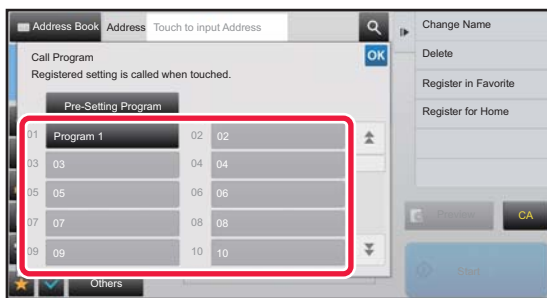 Address Book Address Touch to input Address
Change Name
Call Program
OK
Delete
Registered setting is called when touched.
Register in Favorite
Pre-Setting Program
Register for Home
01 Program 1 02 02
03 03 04 04
05 05 06 06
07 07 08 08
Preview CA
09 09 10 10
Others
Start